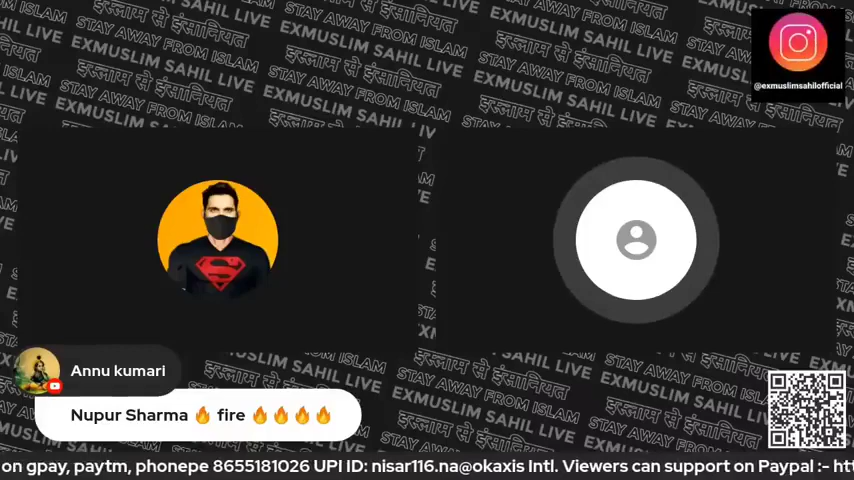 @exmuslimsahilofficial
STAY AWAY FROM ISLAM
EXMUSLIM SAHIL LIVE
इस्लाम से इंसानियत
Annu kumari
Nupur Sharma 🔥 fire 🔥🔥🔥🔥
on gpay, paytm, phonepe 8655181026 UPI ID: nisar116.na@okaxis Intl. Viewers can support on Paypal :- htt